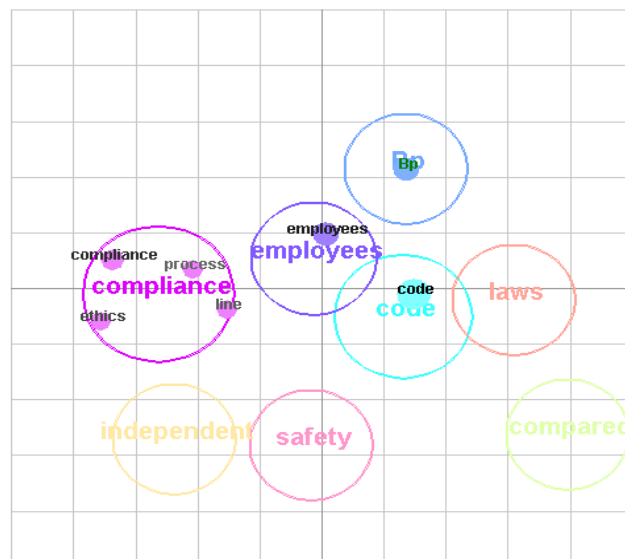 Bp
Bp
employees
employees
compliance
process
compliance
line
ethics
code
code
laws
independent
safety
compared